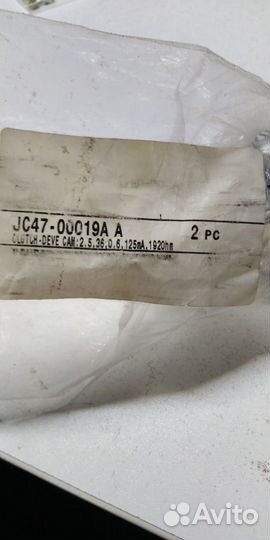 JC47-00019A A
2 PC
CLUTCH-DEVE CAM:2.5,36,0.6,125mA,192Ohm
Avito